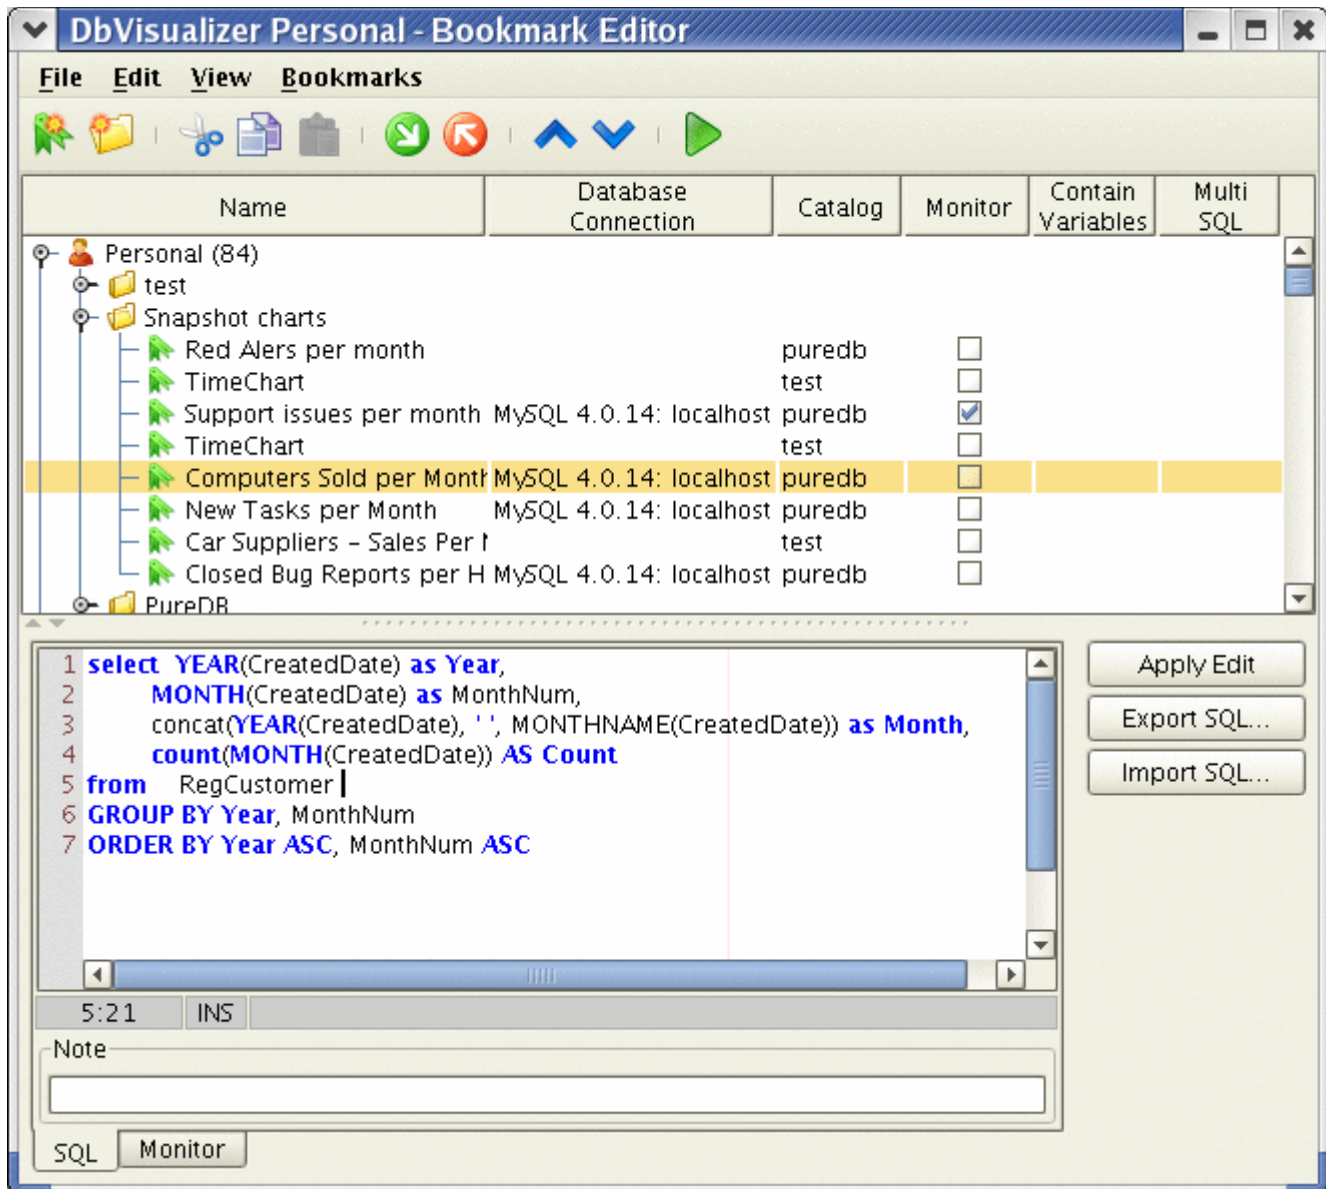 DbVisualizer Personal - Bookmark Editor
File Edit View Bookmarks
Name Database Connection Catalog Monitor Contain Variables Multi SQL
Personal (84)
test
Snapshot charts
Red Alers per month puredb
TimeChart test
Support issues per month MySQL 4.0.14: localhost puredb
TimeChart test
Computers Sold per Month MySQL 4.0.14: localhost puredb
New Tasks per Month MySQL 4.0.14: localhost puredb
Car Suppliers – Sales Per test
Closed Bug Reports per H MySQL 4.0.14: localhost puredb
PureDB
1 select YEAR(CreatedDate) as Year,
2 MONTH(CreatedDate) as MonthNum,
3 concat(YEAR(CreatedDate), ' ', MONTHNAME(CreatedDate)) as Month,
4 count(MONTH(CreatedDate)) AS Count
5 from RegCustomer
6 GROUP BY Year, MonthNum
7 ORDER BY Year ASC, MonthNum ASC
Apply Edit
Export SQL...
Import SQL...
5:21 INS
Note
SQL Monitor